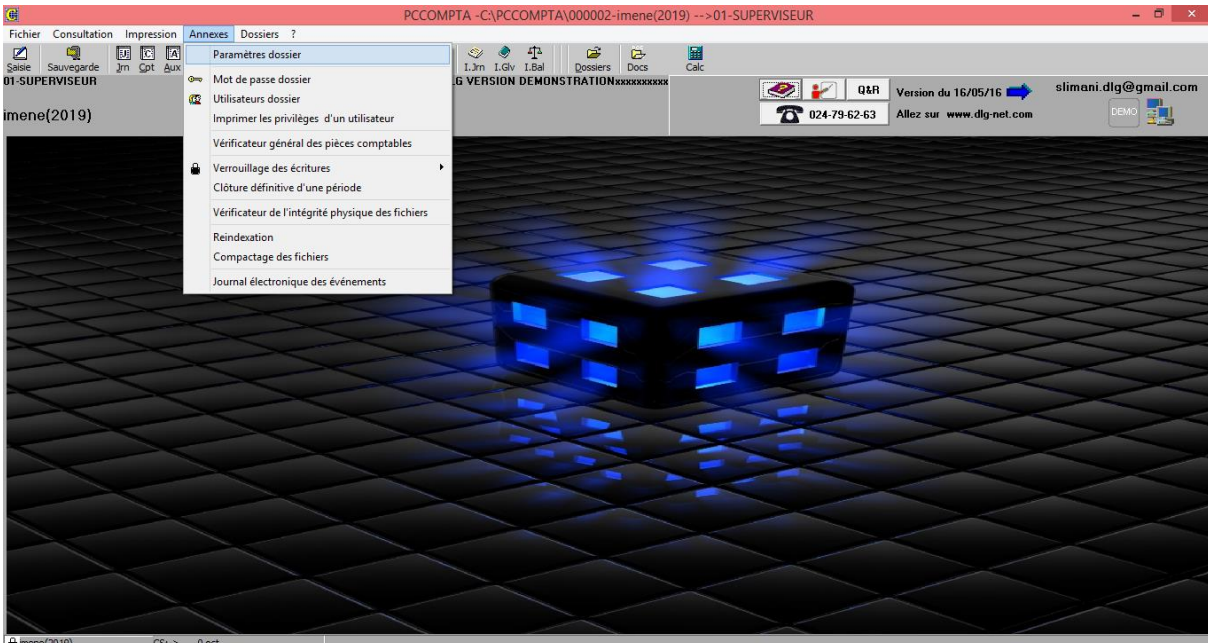 PCCOMPTA -C:\PCCOMPTA\000002-imene(2019) -->01-SUPERVISEUR
Fichier Consultation Impression Annexes Dossiers ?
Saisie Sauvegarde Jrn Cpt Aux I.Jrn I.Glv I.Bal Dossiers Docs Calc
01-SUPERVISEUR
LG VERSION DEMONSTRATIONxxxxxxxxxx
imene(2019)
Q&R
024-79-62-63
Version du 16/05/16
Allez sur www.dlg-net.com
slimani.dlg@gmail.com
DEMO
Paramètres dossier
Mot de passe dossier
Utilisateurs dossier
Imprimer les privilèges d'un utilisateur
Vérificateur général des pièces comptables
Verrouillage des écritures
Clôture définitive d'une période
Vérificateur de l'intégrité physique des fichiers
Reindexation
Compactage des fichiers
Journal électronique des événements